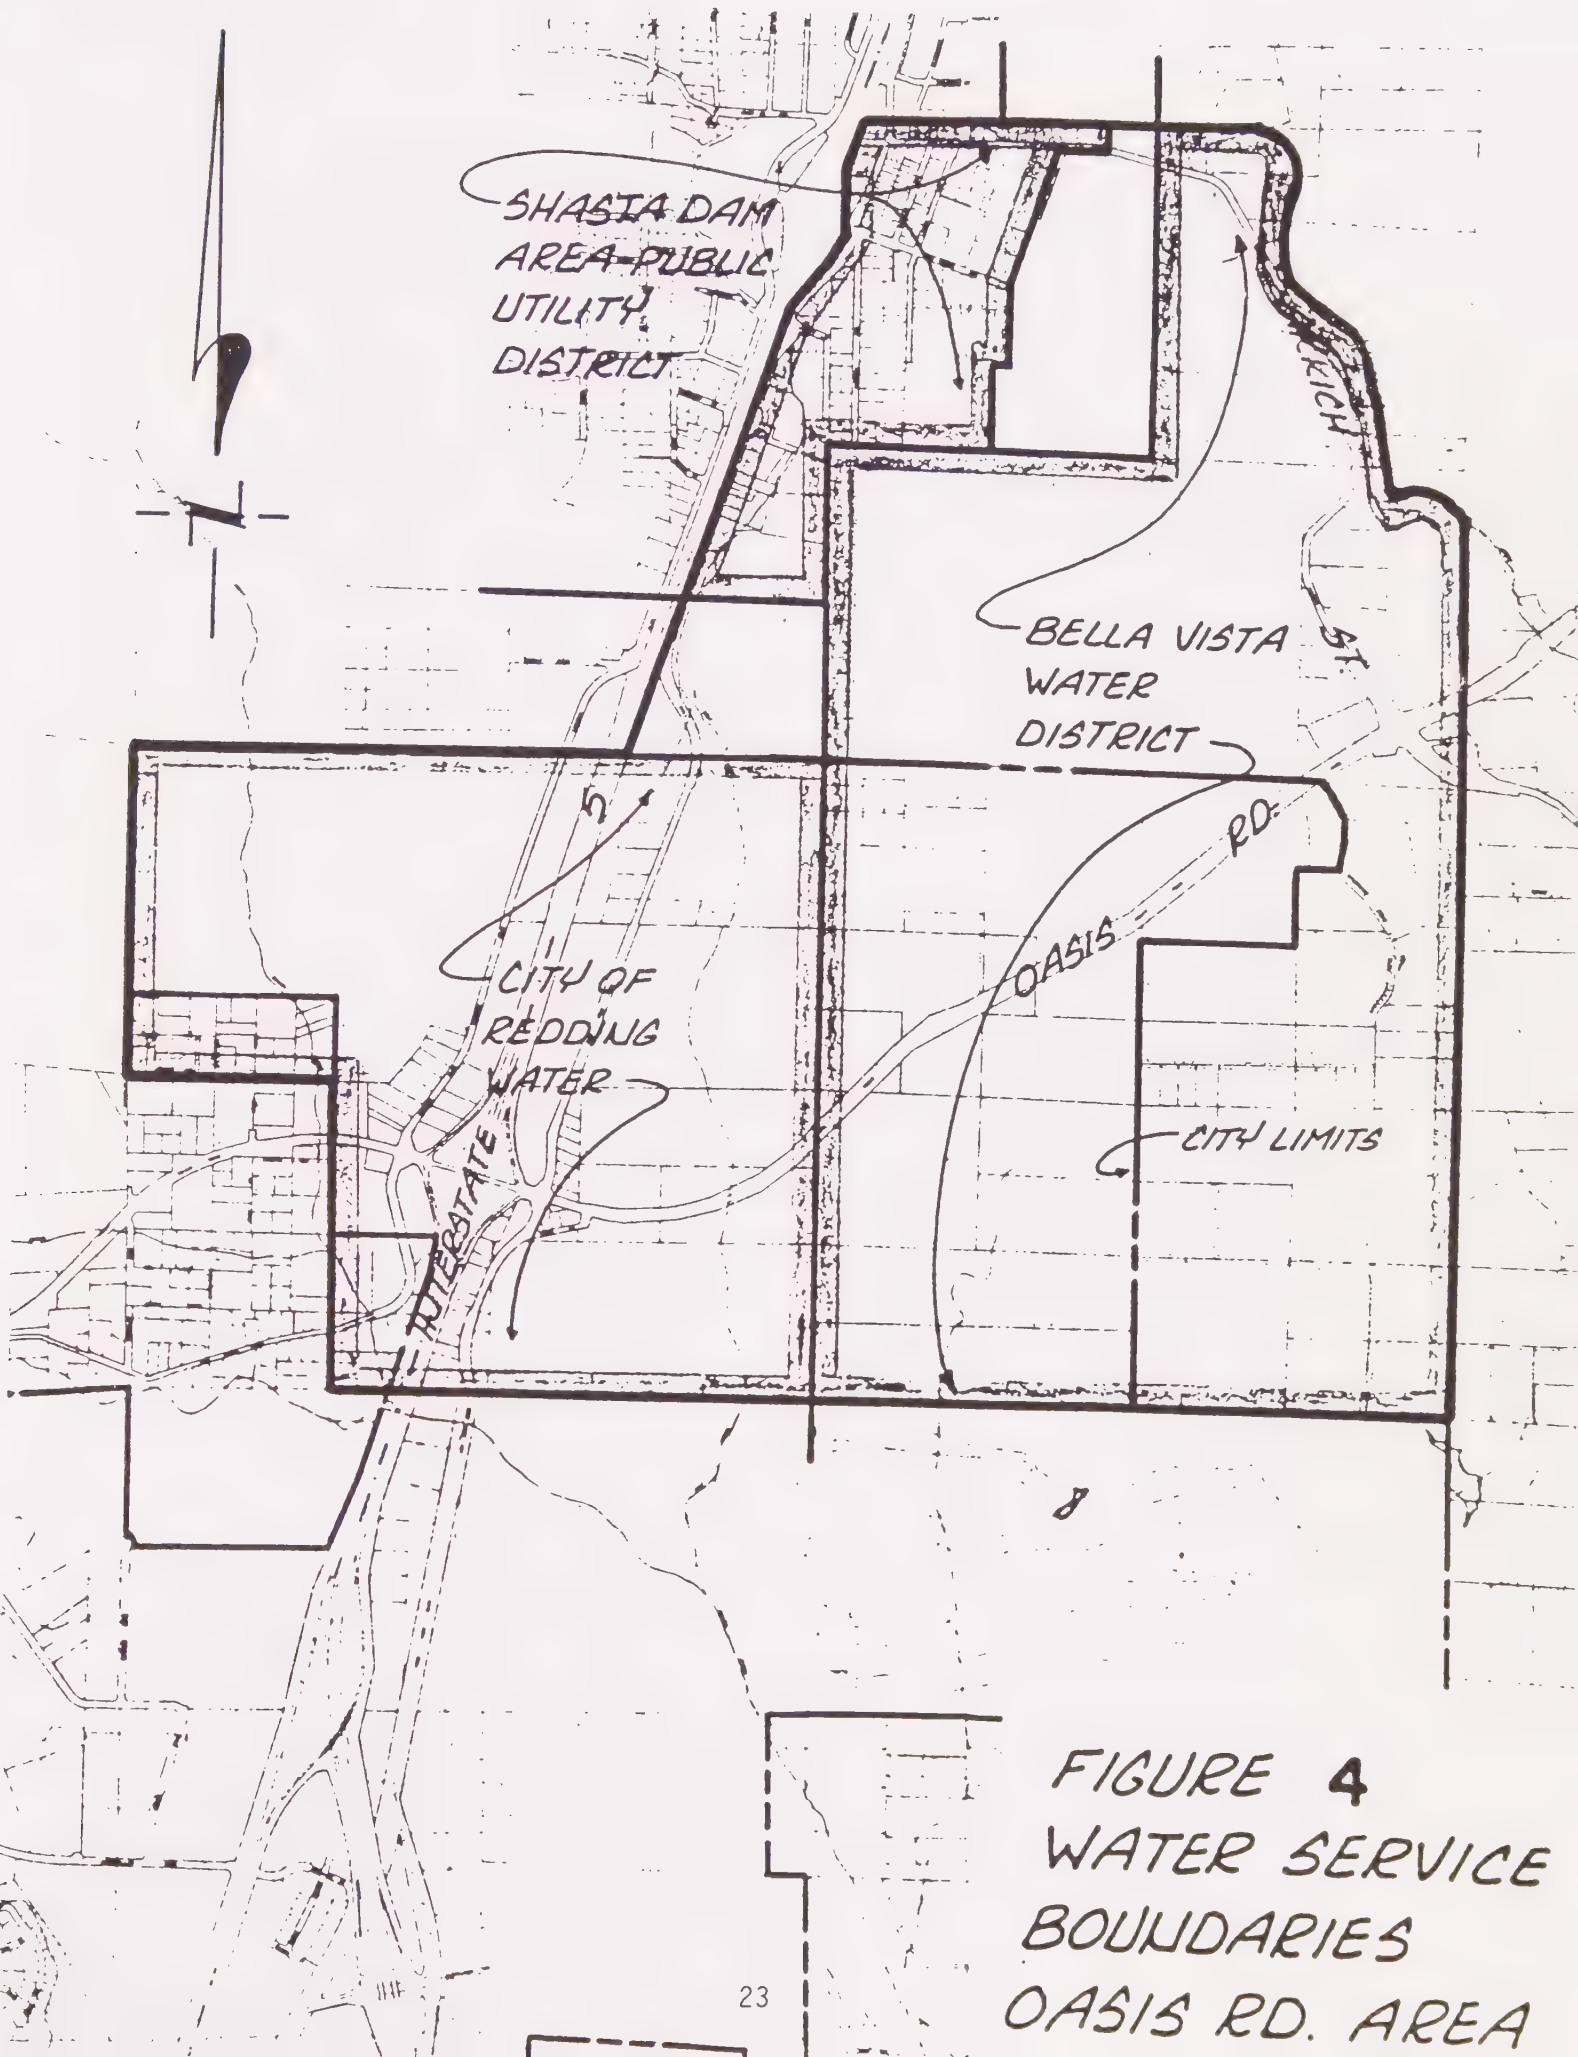 SHASTA DAM
AREA PUBLIC
UTILITY
DISTRICT
N
BELLA VISTA
WATER
DISTRICT
ST.
5
RD.
OASIS
CITY OF
REDDING
WATER
CITY LIMITS
INTERSTATE
FIGURE 4
WATER SERVICE
BOUNDARIES
OASIS RD. AREA
23